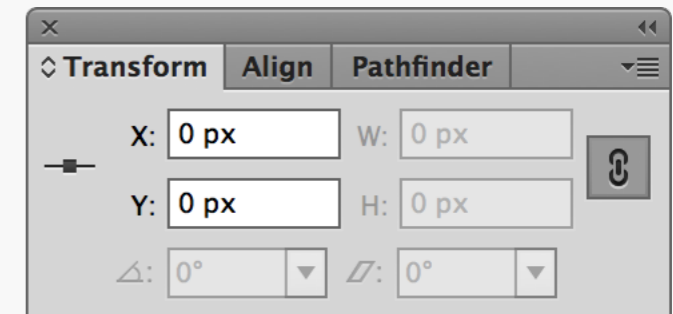 Transform Align Pathfinder
X: 0 px W: 0 px
Y: 0 px H: 0 px
0° 0°